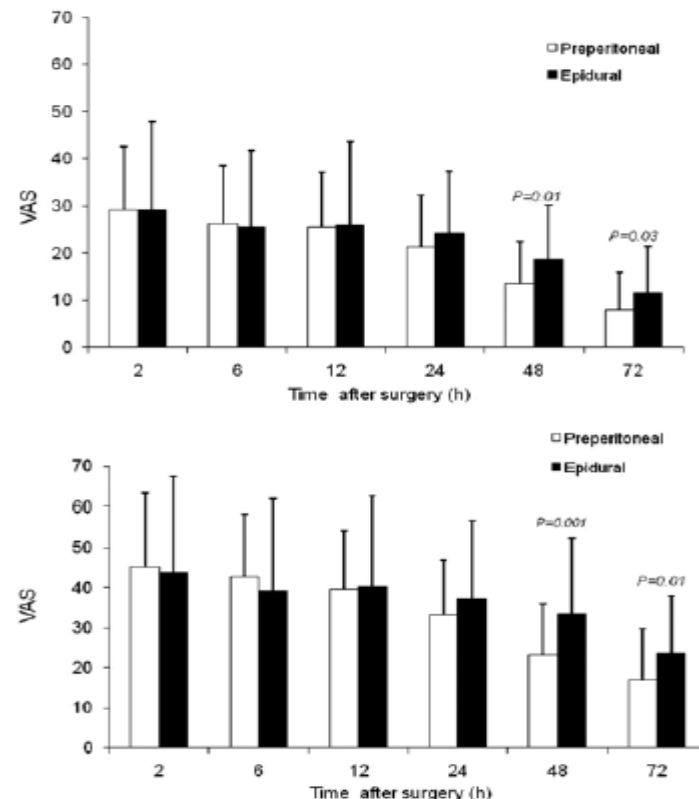 70
Preperitoneal
60
Epidural
50
40
VAS
30
P=0.01
20
P=0.03
10
0
2 6 12 24 48 72
Time after surgery (h)
Preperitoneal
70
Epidural
60
P=0.001
50
VAS
40
P=0.01
30
20
10
0
2 6 12 24 48 72
Time after surgery (h)